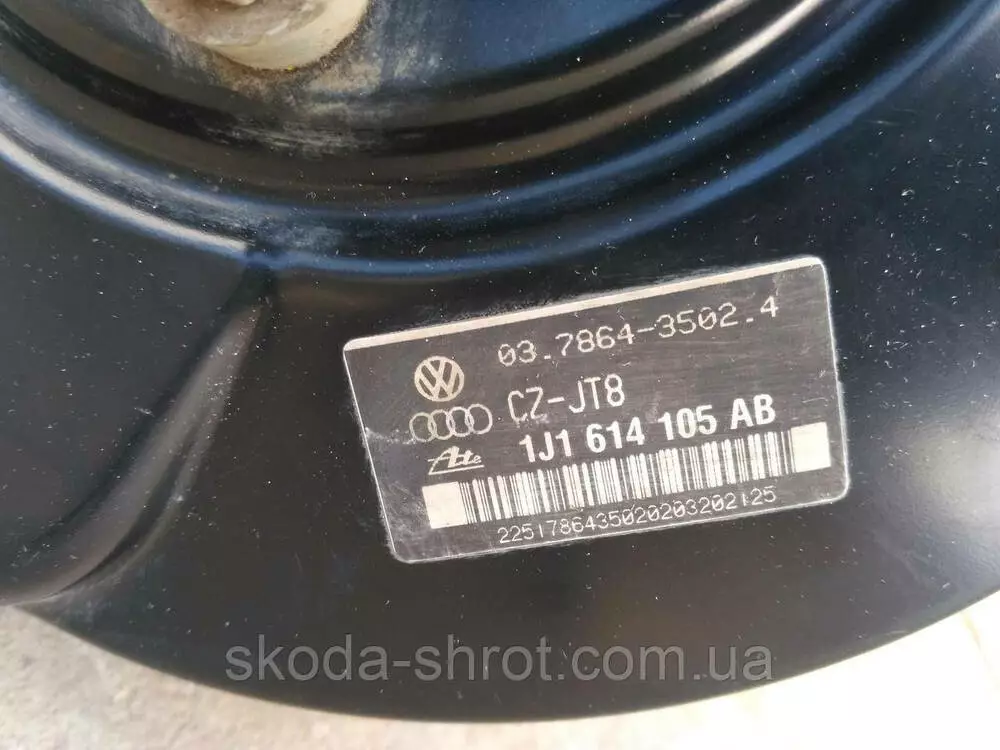 03.7864-3502.4
CZ-JT8
Ate
1J1 614 105 AB
2251786435020203202125
skoda-shrot.com.ua